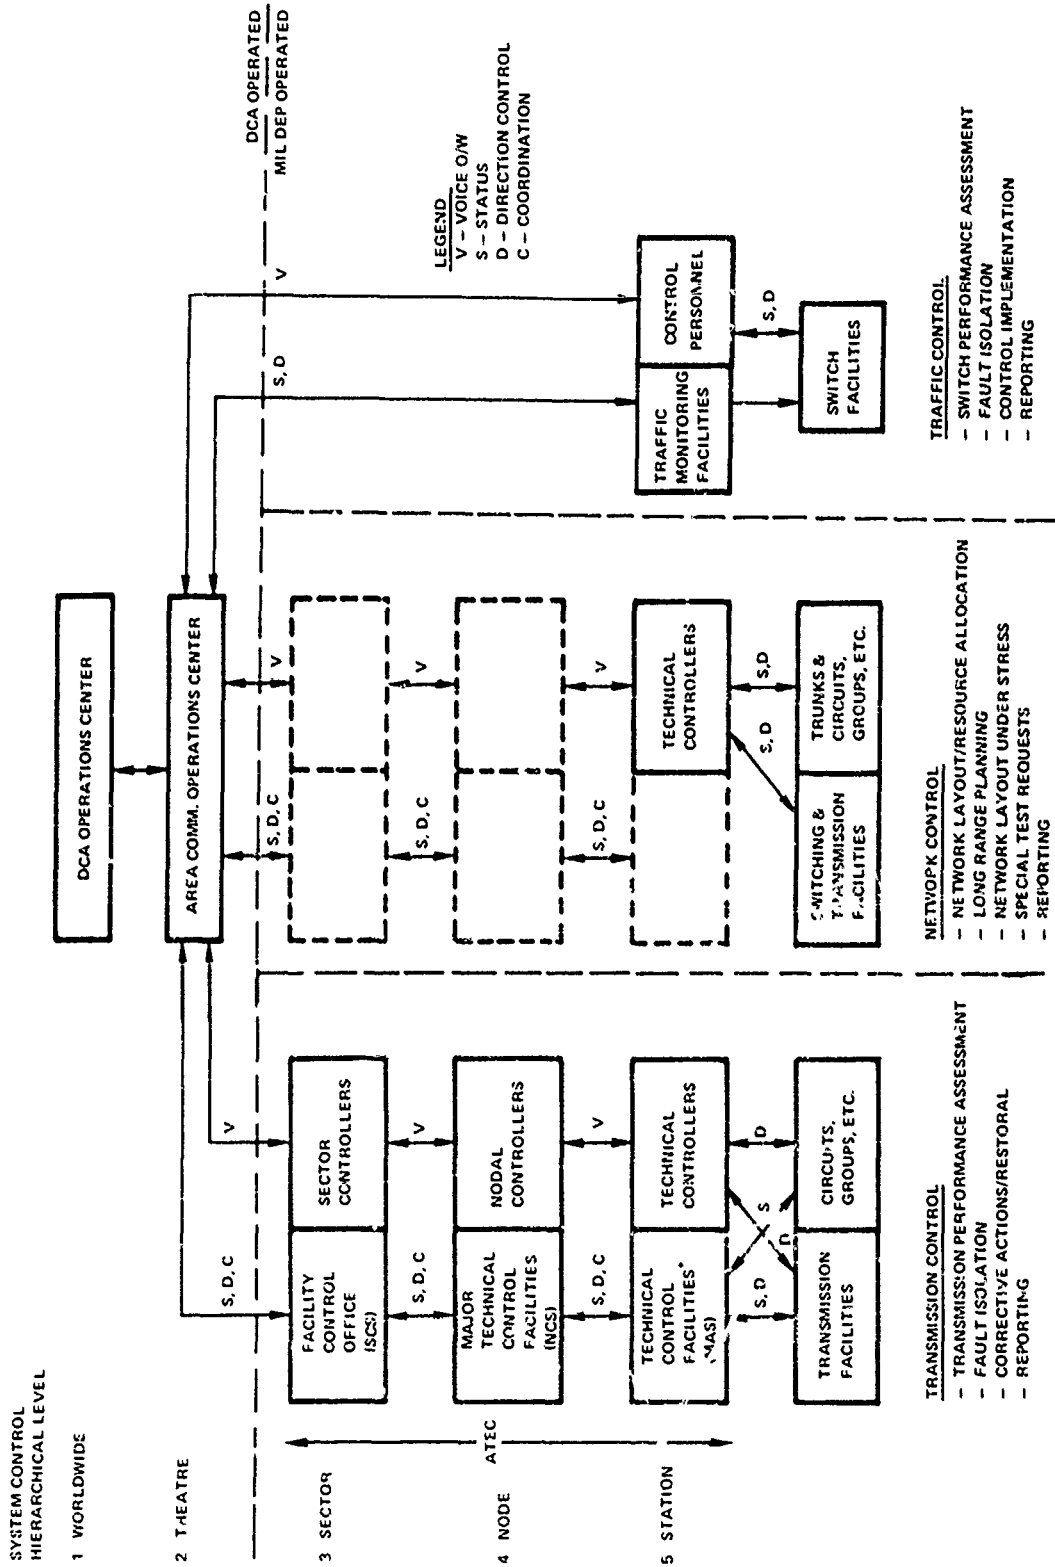 SYSTEM CONTROL
HIERARCHICAL LEVEL
1 WORLDWIDE
DCA OPERATIONS CENTER
2 THEATRE
AREA COMM. OPERATIONS CENTER
DCA OPERATED
MIL DEP OPERATED
S, D, C
V
S, D, C
V
S, D
V
3 SECTOR
FACILITY
CONTROL
OFFICE
(SCS)
SECTOR
CONTROLLERS
S, D, C
V
S, D, C
V
LEGEND
V – VOICE O/W
S – STATUS
D – DIRECTION CONTROL
C – COORDINATION
ATEC
4 NODE
MAJOR
TECHNICAL
CONTROL
FACILITIES
(NCS)
NODAL
CONTROLLERS
S, D, C
V
S, D, C
V
5 STATION
TECHNICAL
CONTROL
FACILITIES*
(MAS)
TECHNICAL
CONTROLLERS
TECHNICAL
CONTROLLERS
TRAFFIC
MONITORING
FACILITIES
CONTROL
PERSONNEL
S, D
D
S
D
S, D
S,D
S, D
TRANSMISSION
FACILITIES
CIRCUITS,
GROUPS, ETC.
SWITCHING &
TRANSMISSION
FACILITIES
TRUNKS &
CIRCUITS,
GROUPS, ETC.
SWITCH
FACILITIES
TRANSMISSION CONTROL
– TRANSMISSION PERFORMANCE ASSESSMENT
– FAULT ISOLATION
– CORRECTIVE ACTIONS/RESTORAL
– REPORTING
NETWORK CONTROL
– NETWORK LAYOUT/RESOURCE ALLOCATION
– LONG RANGE PLANNING
– NETWORK LAYOUT UNDER STRESS
– SPECIAL TEST REQUESTS
– REPORTING
TRAFFIC CONTROL
– SWITCH PERFORMANCE ASSESSMENT
– FAULT ISOLATION
– CONTROL IMPLEMENTATION
– REPORTING